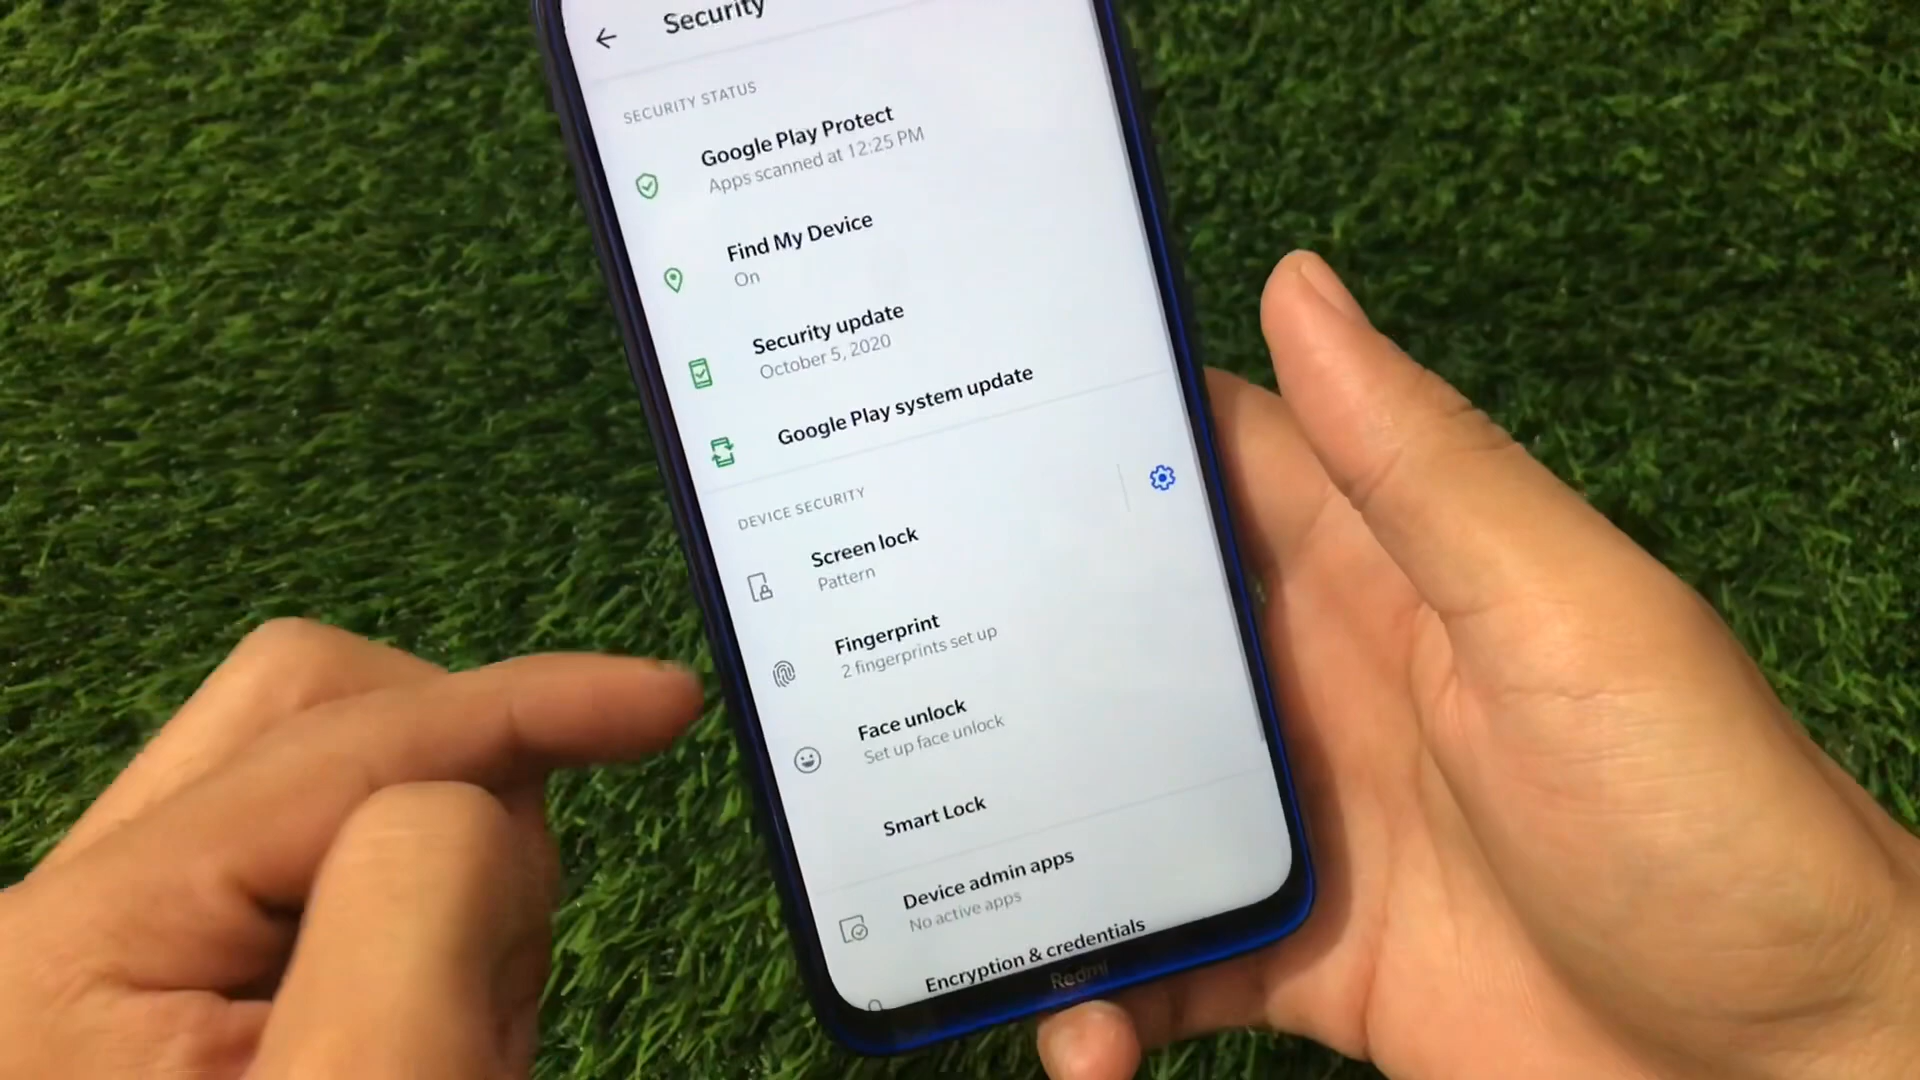 Security
SECURITY STATUS
Google Play Protect
Apps scanned at 12:25 PM
Find My Device
On
Security update
October 5, 2020
Google Play system update
DEVICE SECURITY
Screen lock
Pattern
Fingerprint
2 fingerprints set up
Face unlock
Set up face unlock
Smart Lock
Device admin apps
No active apps
Encryption & credentials
Redmi